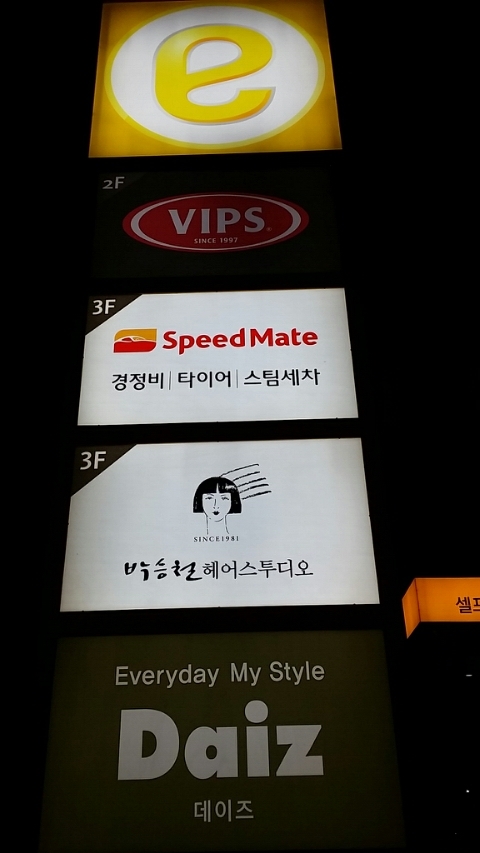 e
2F
VIPS
SINCE 1997
3F
SpeedMate
경정비 | 타이어 | 스팀세차
3F
SINCE1981
박승철 헤어스투디오
셀프
Everyday My Style
Daiz
데이즈